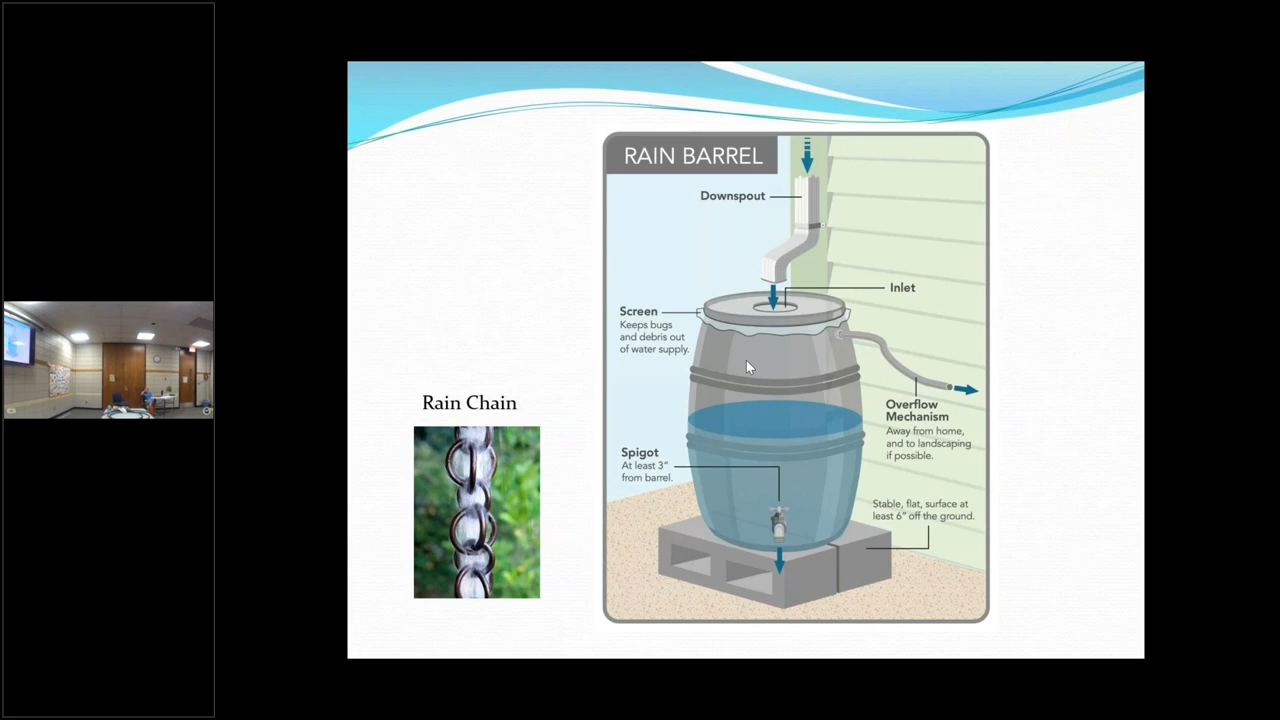 RAIN BARREL
Downspout
Inlet
Screen
Keeps bugs
and debris out
of water supply.
Overflow
Mechanism
Away from home,
and to landscaping
if possible.
Rain Chain
Spigot
At least 3"
from barrel.
Stable, flat, surface at
least 6" off the ground.